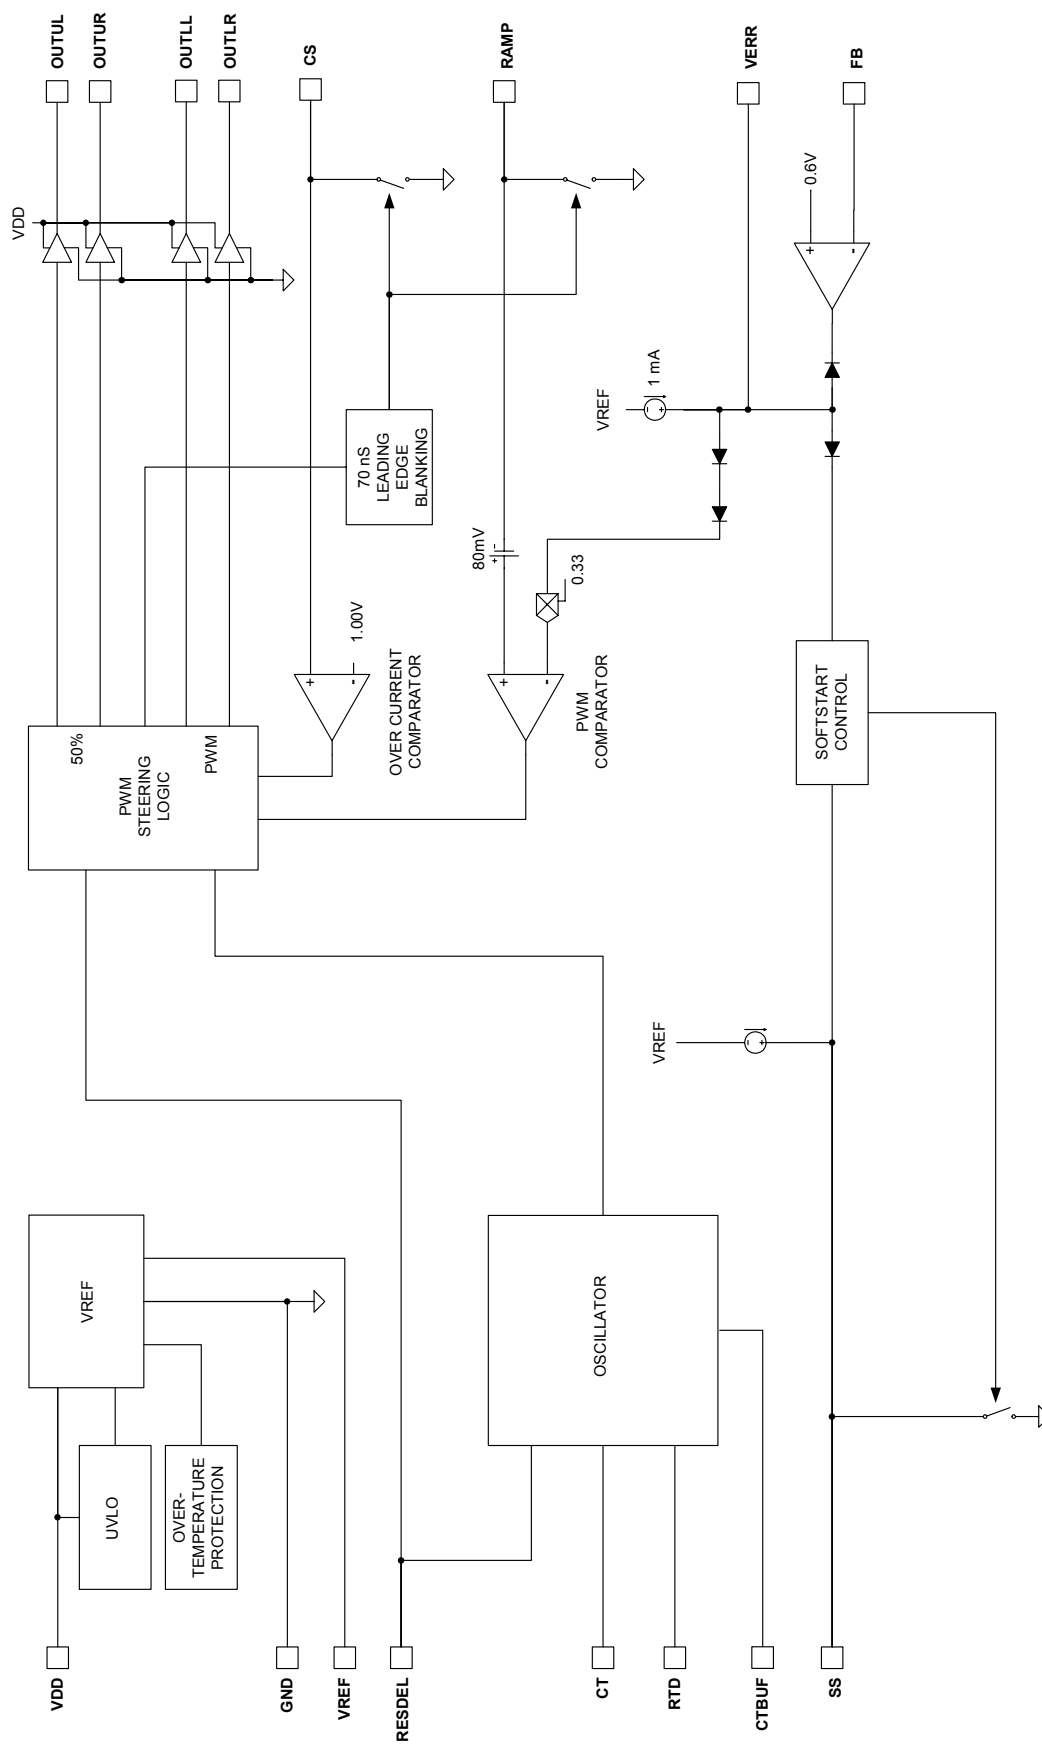 VDD
UVLO
OVER-
TEMPERATURE
PROTECTION
VREF
GND
VREF
RESDEL
CT
RTD
CTBUF
SS
OSCILLATOR
VREF
PWM
STEERING
LOGIC
50%
PWM
OVER CURRENT
COMPARATOR
+
-
1.00V
PWM
COMPARATOR
+
-
80mV
+ -
0.33
70 nS
LEADING
EDGE
BLANKING
SOFTSTART
CONTROL
VREF
- +
1 mA
- +
+
-
0.6V
VDD
OUTUL
OUTUR
OUTLL
OUTLR
CS
RAMP
VERR
FB